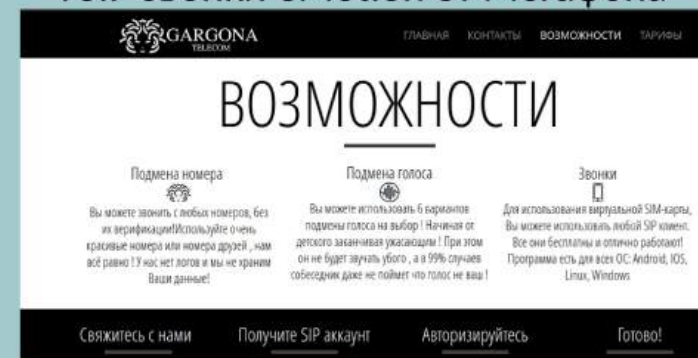 GARGONA
TELECOM
ГЛАВНАЯ КОНТАКТЫ ВОЗМОЖНОСТИ ТАРИФЫ
ВОЗМОЖНОСТИ
Подмена номера
Вы можете звонить с любых номеров, без
их верификации!Используйте очень
красивые номера или номера друзей , нам
всё равно ! У нас нет логов и мы не храним
Ваши данные!
Подмена голоса
Вы можете использовать 6 вариантов
подмены голоса на выбор ! Начиная от
детского заканчивая ужасающим ! При этом
он не будет звучать убого , а в 99% случаев
собеседник даже не поймет что голос не ваш !
Звонки
Для использования виртуальной SIM-карты,
Вы можете использовать любой SIP клиент.
Все они бесплатны и отлично работают!
Программа есть для всех ОС: Android, IOS,
Linux, Windows
Свяжитесь с нами Получите SIP аккаунт Авторизируйтесь Готово!